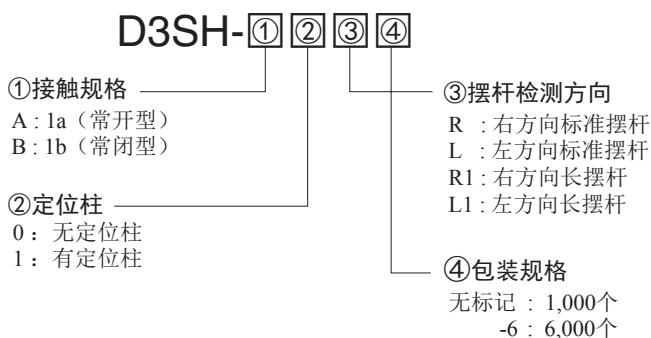 D3SH-① ② ③ ④
①接触规格
A : 1a（常开型）
B : 1b（常闭型）
②定位柱
0 ：无定位柱
1 ：有定位柱
③摆杆检测方向
R ：右方向标准摆杆
L ：左方向标准摆杆
R1 : 右方向长摆杆
L1 : 左方向长摆杆
④包装规格
无标记 : 1,000个
-6 : 6,000个